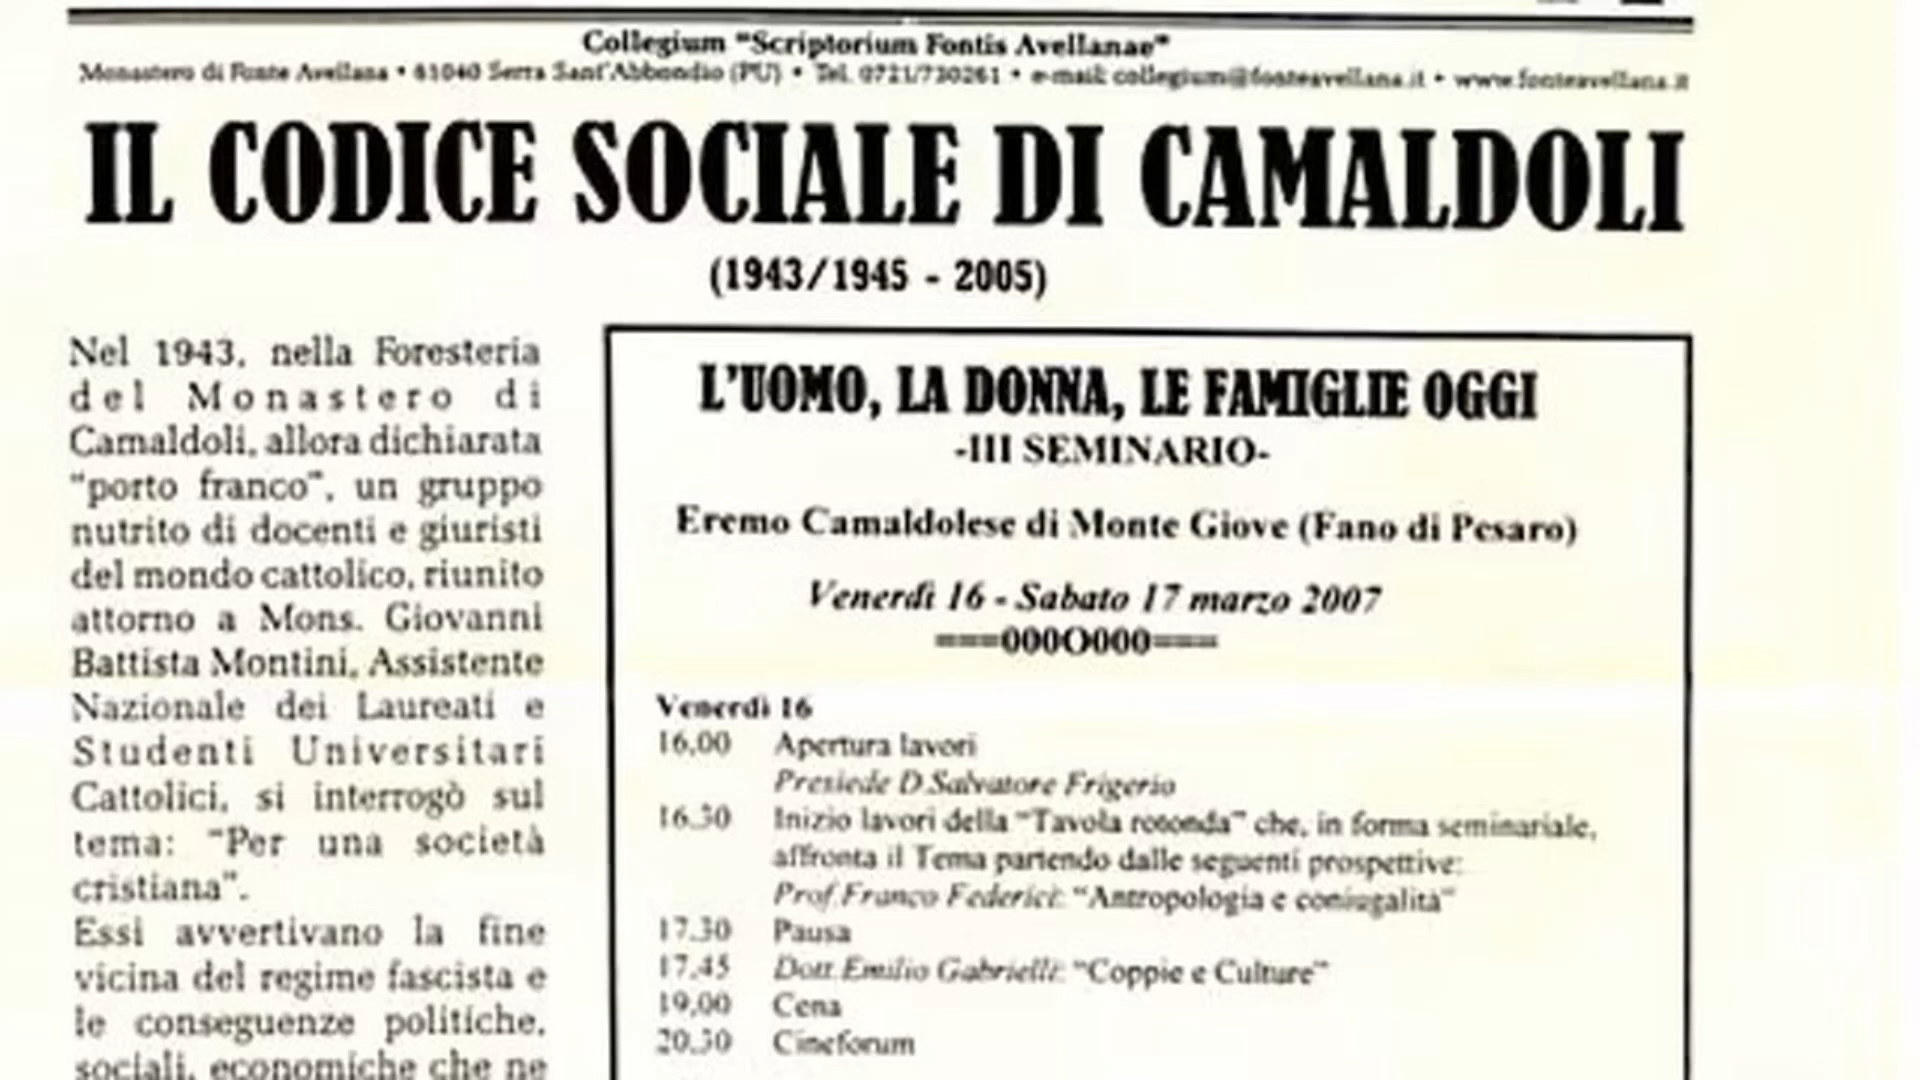 Collegium "Scriptorium Fontis Avellanae"
Monastero di Fonte Avellana • 61040 Serra Sant'Abbondio (PU) • Tel. 0721/730261 • e-mail: collegium@fonteavellana.it • www.fonteavellana.it
IL CODICE SOCIALE DI CAMALDOLI
(1943/1945 - 2005)
Nel 1943, nella Foresteria
del Monastero di
Camaldoli, allora dichiarata
"porto franco", un gruppo
nutrito di docenti e giuristi
del mondo cattolico, riunito
attorno a Mons. Giovanni
Battista Montini, Assistente
Nazionale dei Laureati e
Studenti Universitari
Cattolici, si interrogò sul
tema: "Per una società
cristiana".
Essi avvertivano la fine
vicina del regime fascista e
le conseguenze politiche,
sociali, economiche che ne
L'UOMO, LA DONNA, LE FAMIGLIE OGGI
-III SEMINARIO-
Eremo Camaldolese di Monte Giove (Fano di Pesaro)
Venerdì 16 - Sabato 17 marzo 2007
===000O000===
Venerdì 16
16,00 Apertura lavori
Presiede D.Salvatore Frigerio
16.30 Inizio lavori della "Tavola rotonda" che, in forma seminariale,
affronta il Tema partendo dalle seguenti prospettive:
Prof.Franco Federici: "Antropologia e coniugalità"
17.30 Pausa
17.45 Dott.Emilio Gabrielli: "Coppie e Culture"
19,00 Cena
20.30 Cineforum